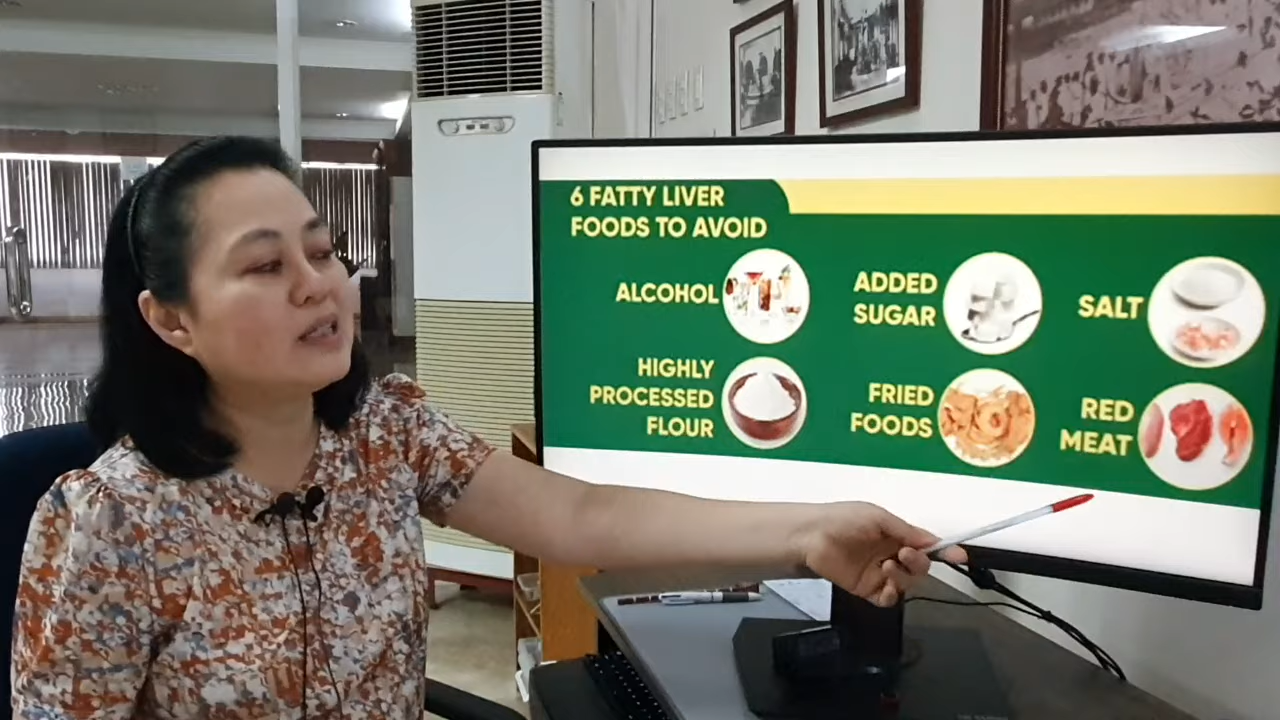 6 FATTY LIVER
FOODS TO AVOID
ALCOHOL
ADDED
SUGAR
SALT
HIGHLY
PROCESSED
FLOUR
FRIED
FOODS
RED
MEAT